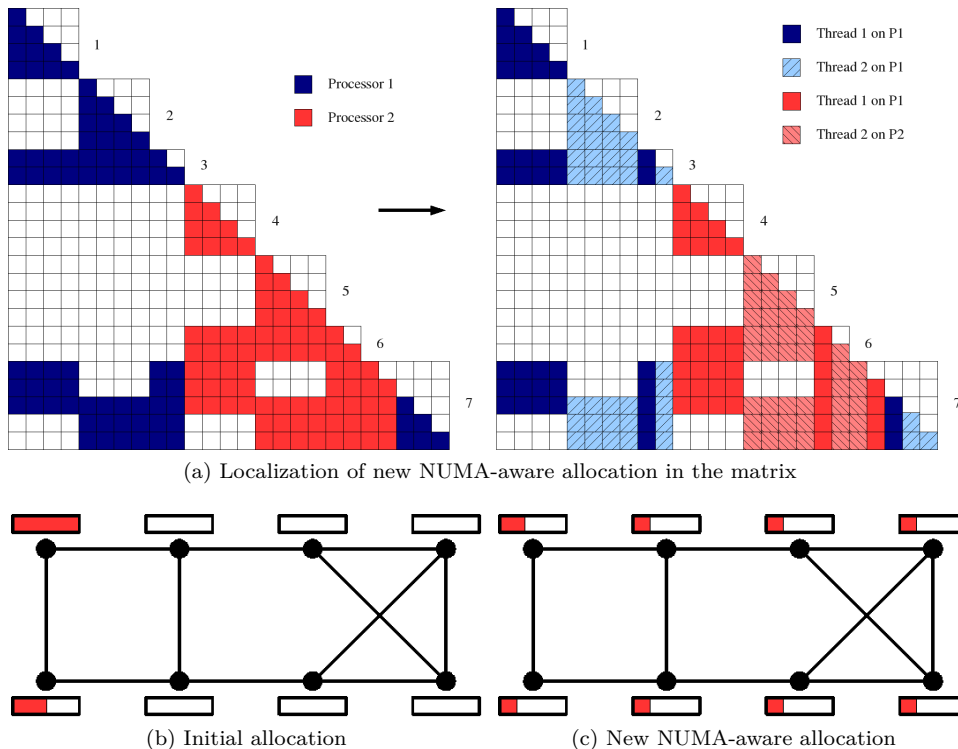 1
2
3
4
5
6
7
Processor 1
Processor 2
1
2
3
4
5
6
7
Thread 1 on P1
Thread 2 on P1
Thread 1 on P1
Thread 2 on P2
(a) Localization of new NUMA-aware allocation in the matrix
(b) Initial allocation
(c) New NUMA-aware allocation